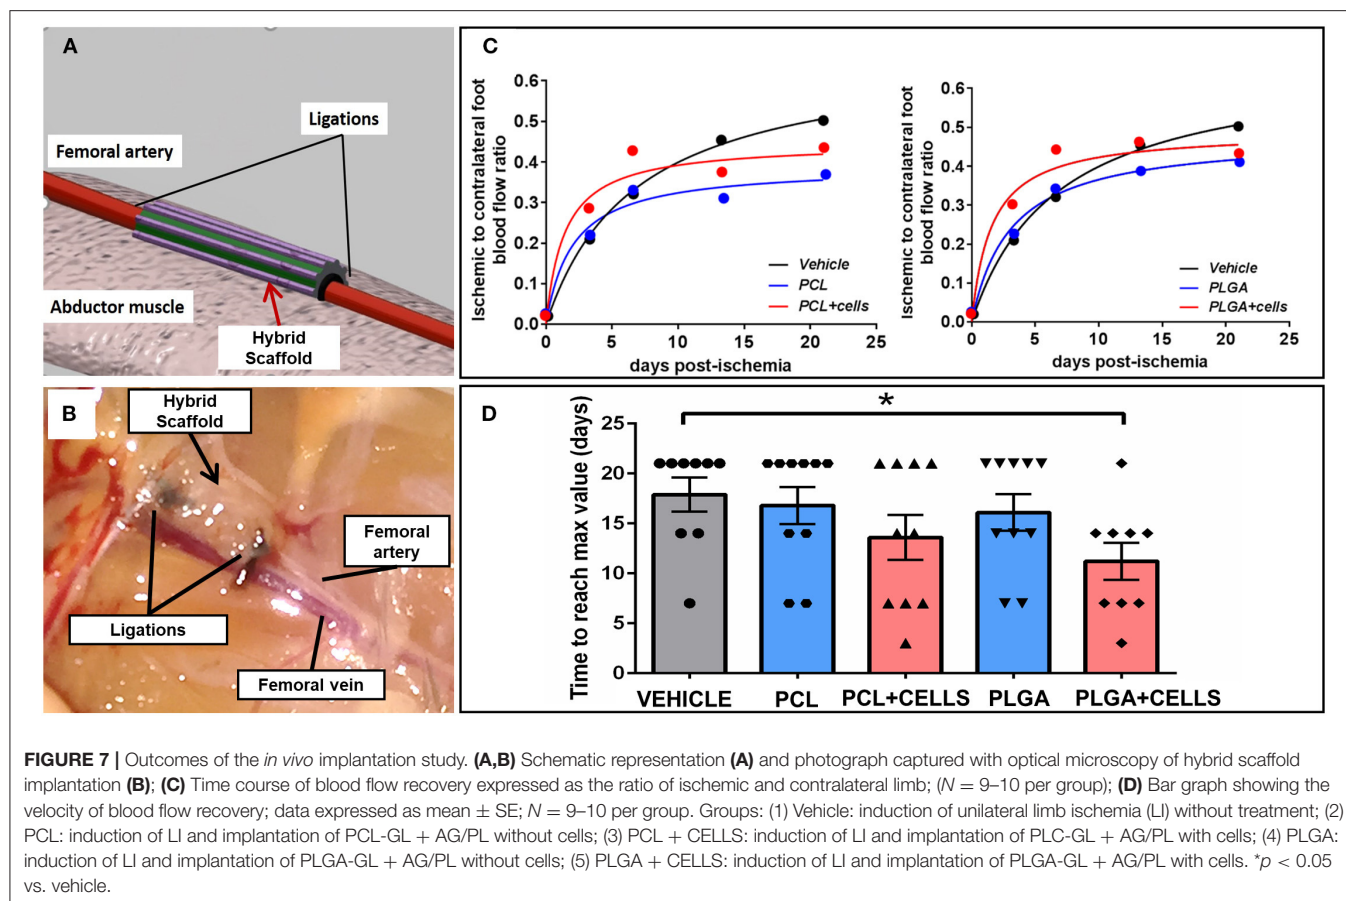 A
Ligations
Femoral artery
Abductor muscle
Hybrid
Scaffold
B
Hybrid
Scaffold
Femoral
artery
Ligations
Femoral vein
C
Ischemic to contralateral foot
blood flow ratio
0.6
0.5
0.4
0.3
0.2
0.1
0.0
0 5 10 15 20 25
days post-ischemia
Vehicle
PCL
PCL+cells
Ischemic to contralateral foot
blood flow ratio
0.6
0.5
0.4
0.3
0.2
0.1
0.0
0 5 10 15 20 25
days post-ischemia
Vehicle
PLGA
PLGA+cells
D
*
Time to reach max value (days)
25
20
15
10
5
0
VEHICLE PCL PCL+CELLS PLGA PLGA+CELLS
FIGURE 7 | Outcomes of the in vivo implantation study. (A,B) Schematic representation (A) and photograph captured with optical microscopy of hybrid scaffold
implantation (B); (C) Time course of blood flow recovery expressed as the ratio of ischemic and contralateral limb; (N = 9–10 per group); (D) Bar graph showing the
velocity of blood flow recovery; data expressed as mean ± SE; N = 9–10 per group. Groups: (1) Vehicle: induction of unilateral limb ischemia (LI) without treatment; (2)
PCL: induction of LI and implantation of PCL-GL + AG/PL without cells; (3) PCL + CELLS: induction of LI and implantation of PLC-GL + AG/PL with cells; (4) PLGA:
induction of LI and implantation of PLGA-GL + AG/PL without cells; (5) PLGA + CELLS: induction of LI and implantation of PLGA-GL + AG/PL with cells. *p < 0.05
vs. vehicle.